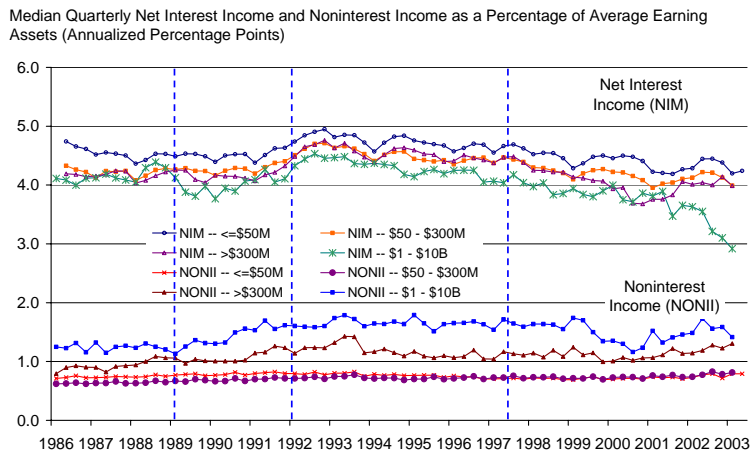 Median Quarterly Net Interest Income and Noninterest Income as a Percentage of Average Earning
Assets (Annualized Percentage Points)
6.0
5.0
4.0
3.0
2.0
1.0
0.0
Net Interest
Income (NIM)
NIM -- <=$50M
NIM -- $50 - $300M
NIM -- >$300M
NIM -- $1 - $10B
NONII -- <=$50M
NONII -- $50 - $300M
NONII -- >$300M
NONII -- $1 - $10B
Noninterest
Income (NONII)
1986 1987 1988 1989 1990 1991 1992 1993 1994 1995 1996 1997 1998 1999 2000 2001 2002 2003